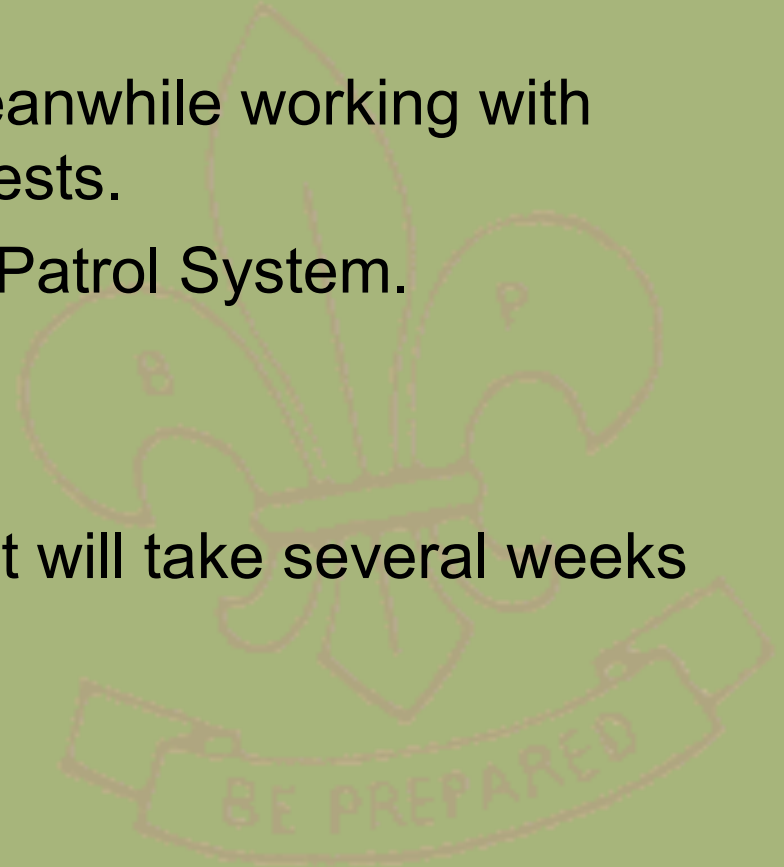 eanwhile working with
ests.
Patrol System.
B P
t will take several weeks
BE PREPARED